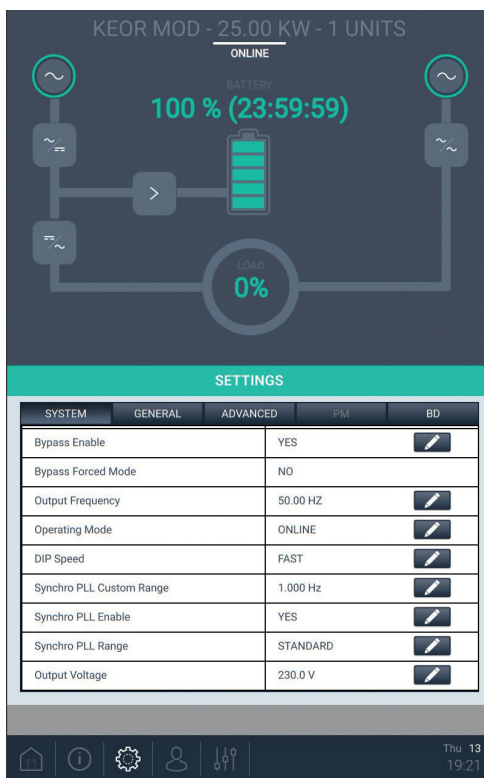 KEOR MOD - 25.00 KW - 1 UNITS
ONLINE
BATTERY
100 % (23:59:59)
LOAD
0%
SETTINGS
SYSTEM GENERAL ADVANCED PM BD
Bypass Enable YES
Bypass Forced Mode NO
Output Frequency 50.00 HZ
Operating Mode ONLINE
DIP Speed FAST
Synchro PLL Custom Range 1.000 Hz
Synchro PLL Enable YES
Synchro PLL Range STANDARD
Output Voltage 230.0 V
Thu 13
19:21